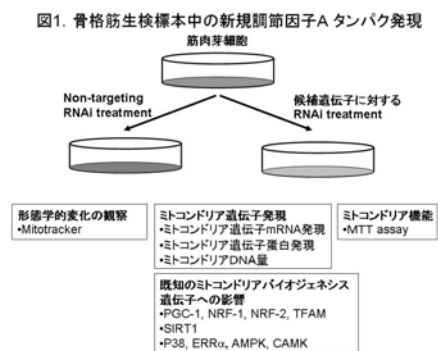 図1. 骨格筋生検標本中の新規調節因子A タンパク発現
筋肉芽細胞
Non-targeting
RNAi treatment
候補遺伝子に対する
RNAi treatment
形態学的変化の観察
•Mitotracker
ミトコンドリア遺伝子発現
•ミトコンドリア遺伝子mRNA発現
•ミトコンドリア遺伝子蛋白発現
•ミトコンドリアDNA量
ミトコンドリア機能
•MTT assay
既知のミトコンドリアバイオジェネシス
遺伝子への影響
•PGC-1, NRF-1, NRF-2, TFAM
•SIRT1
•P38, ERRα, AMPK, CAMK